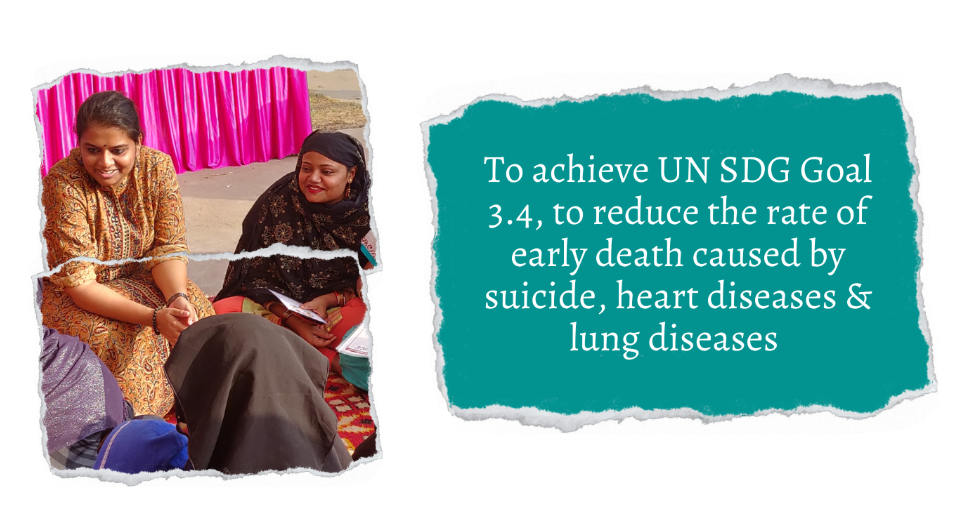 To achieve UN SDG Goal
3.4, to reduce the rate of
early death caused by
suicide, heart diseases &
lung diseases